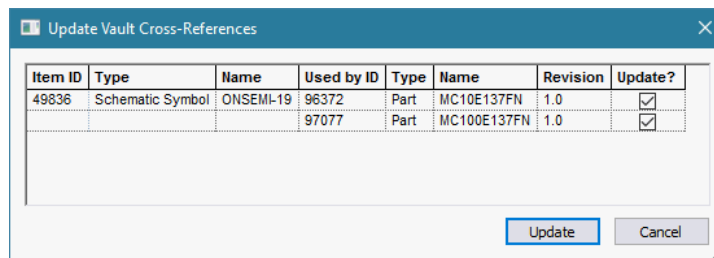 Update Vault Cross-References
Item ID Type Name Used by ID Type Name Revision Update?
49836 Schematic Symbol ONSEMI-19 96372 Part MC10E137FN 1.0
97077 Part MC100E137FN 1.0
Update Cancel